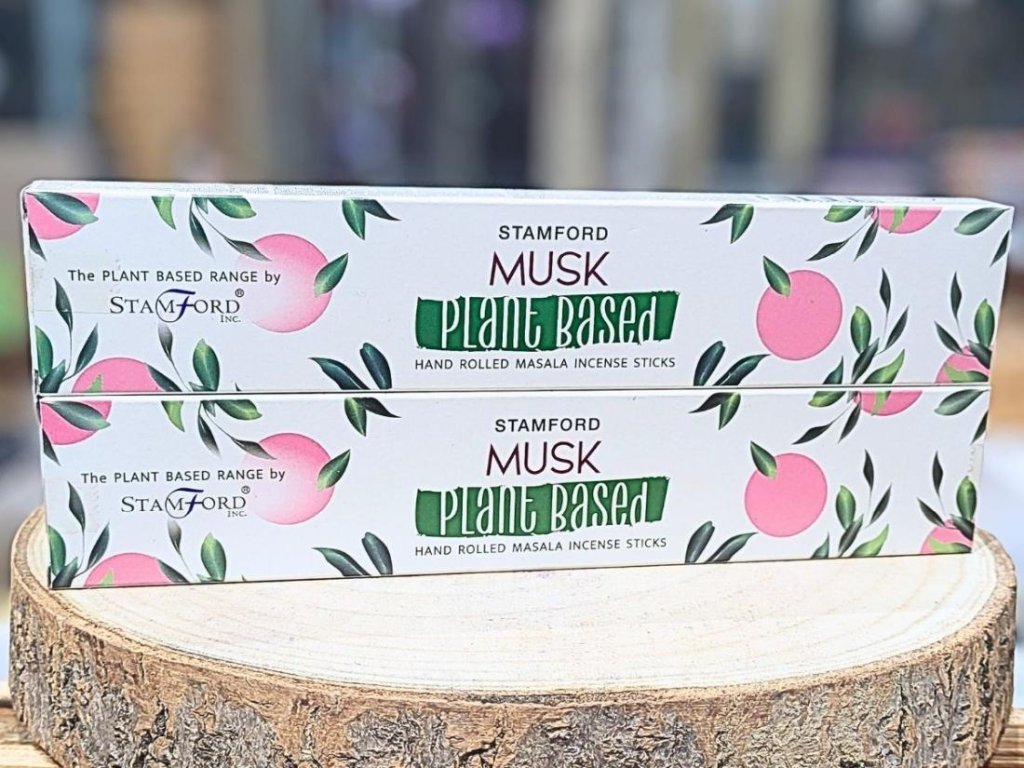 The PLANT BASED RANGE by
STAMFORD®
INC.
STAMFORD
MUSK
PLANT BASED
HAND ROLLED MASALA INCENSE STICKS
The PLANT BASED RANGE by
STAMFORD®
INC.
STAMFORD
MUSK
PLANT BASED
HAND ROLLED MASALA INCENSE STICKS